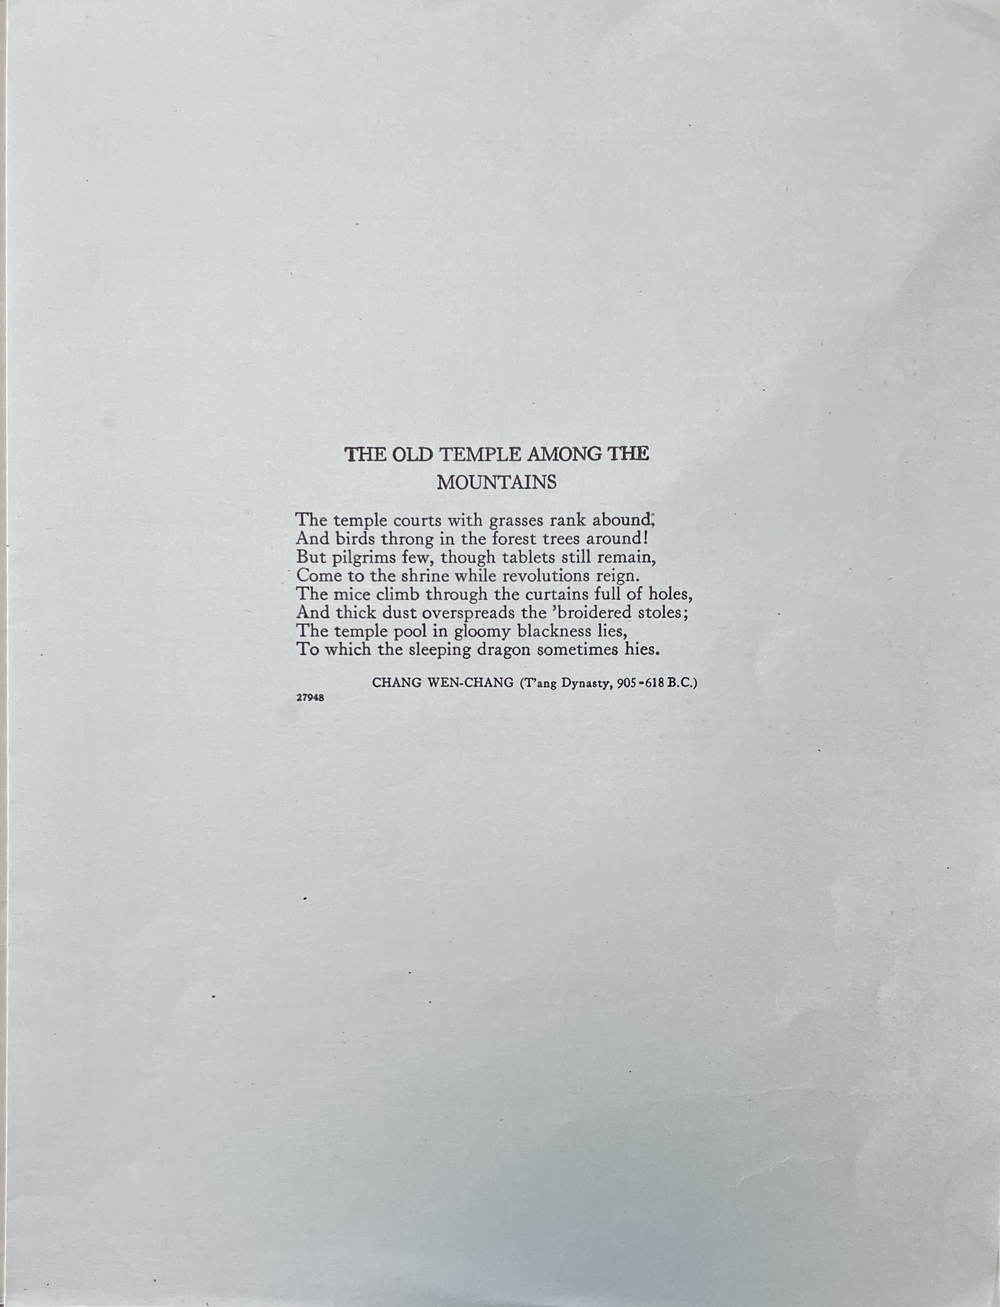 THE OLD TEMPLE AMONG THE
MOUNTAINS
The temple courts with grasses rank abound;
And birds throng in the forest trees around!
But pilgrims few, though tablets still remain,
Come to the shrine while revolutions reign.
The mice climb through the curtains full of holes,
And thick dust overspreads the 'broidered stoles;
The temple pool in gloomy blackness lies,
To which the sleeping dragon sometimes hies.
CHANG WEN-CHANG (T'ang Dynasty, 905-618 B.C.)
27948